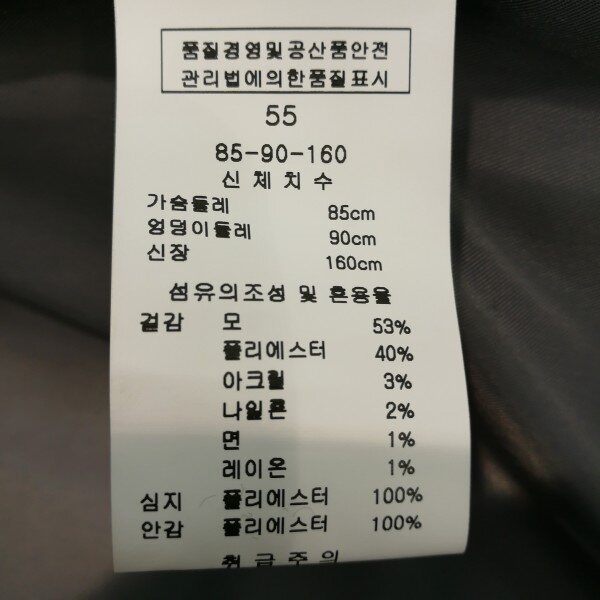 품질경영및공산품안전
관리법에의한품질표시
55
85-90-160
신체치수
가슴둘레 85cm
엉덩이둘레 90cm
신장 160cm
섬유의조성 및 혼용율
겉감 모 53%
폴리에스터 40%
아크릴 3%
나일론 2%
면 1%
레이온 1%
심지 폴리에스터 100%
안감 폴리에스터 100%
취급주의